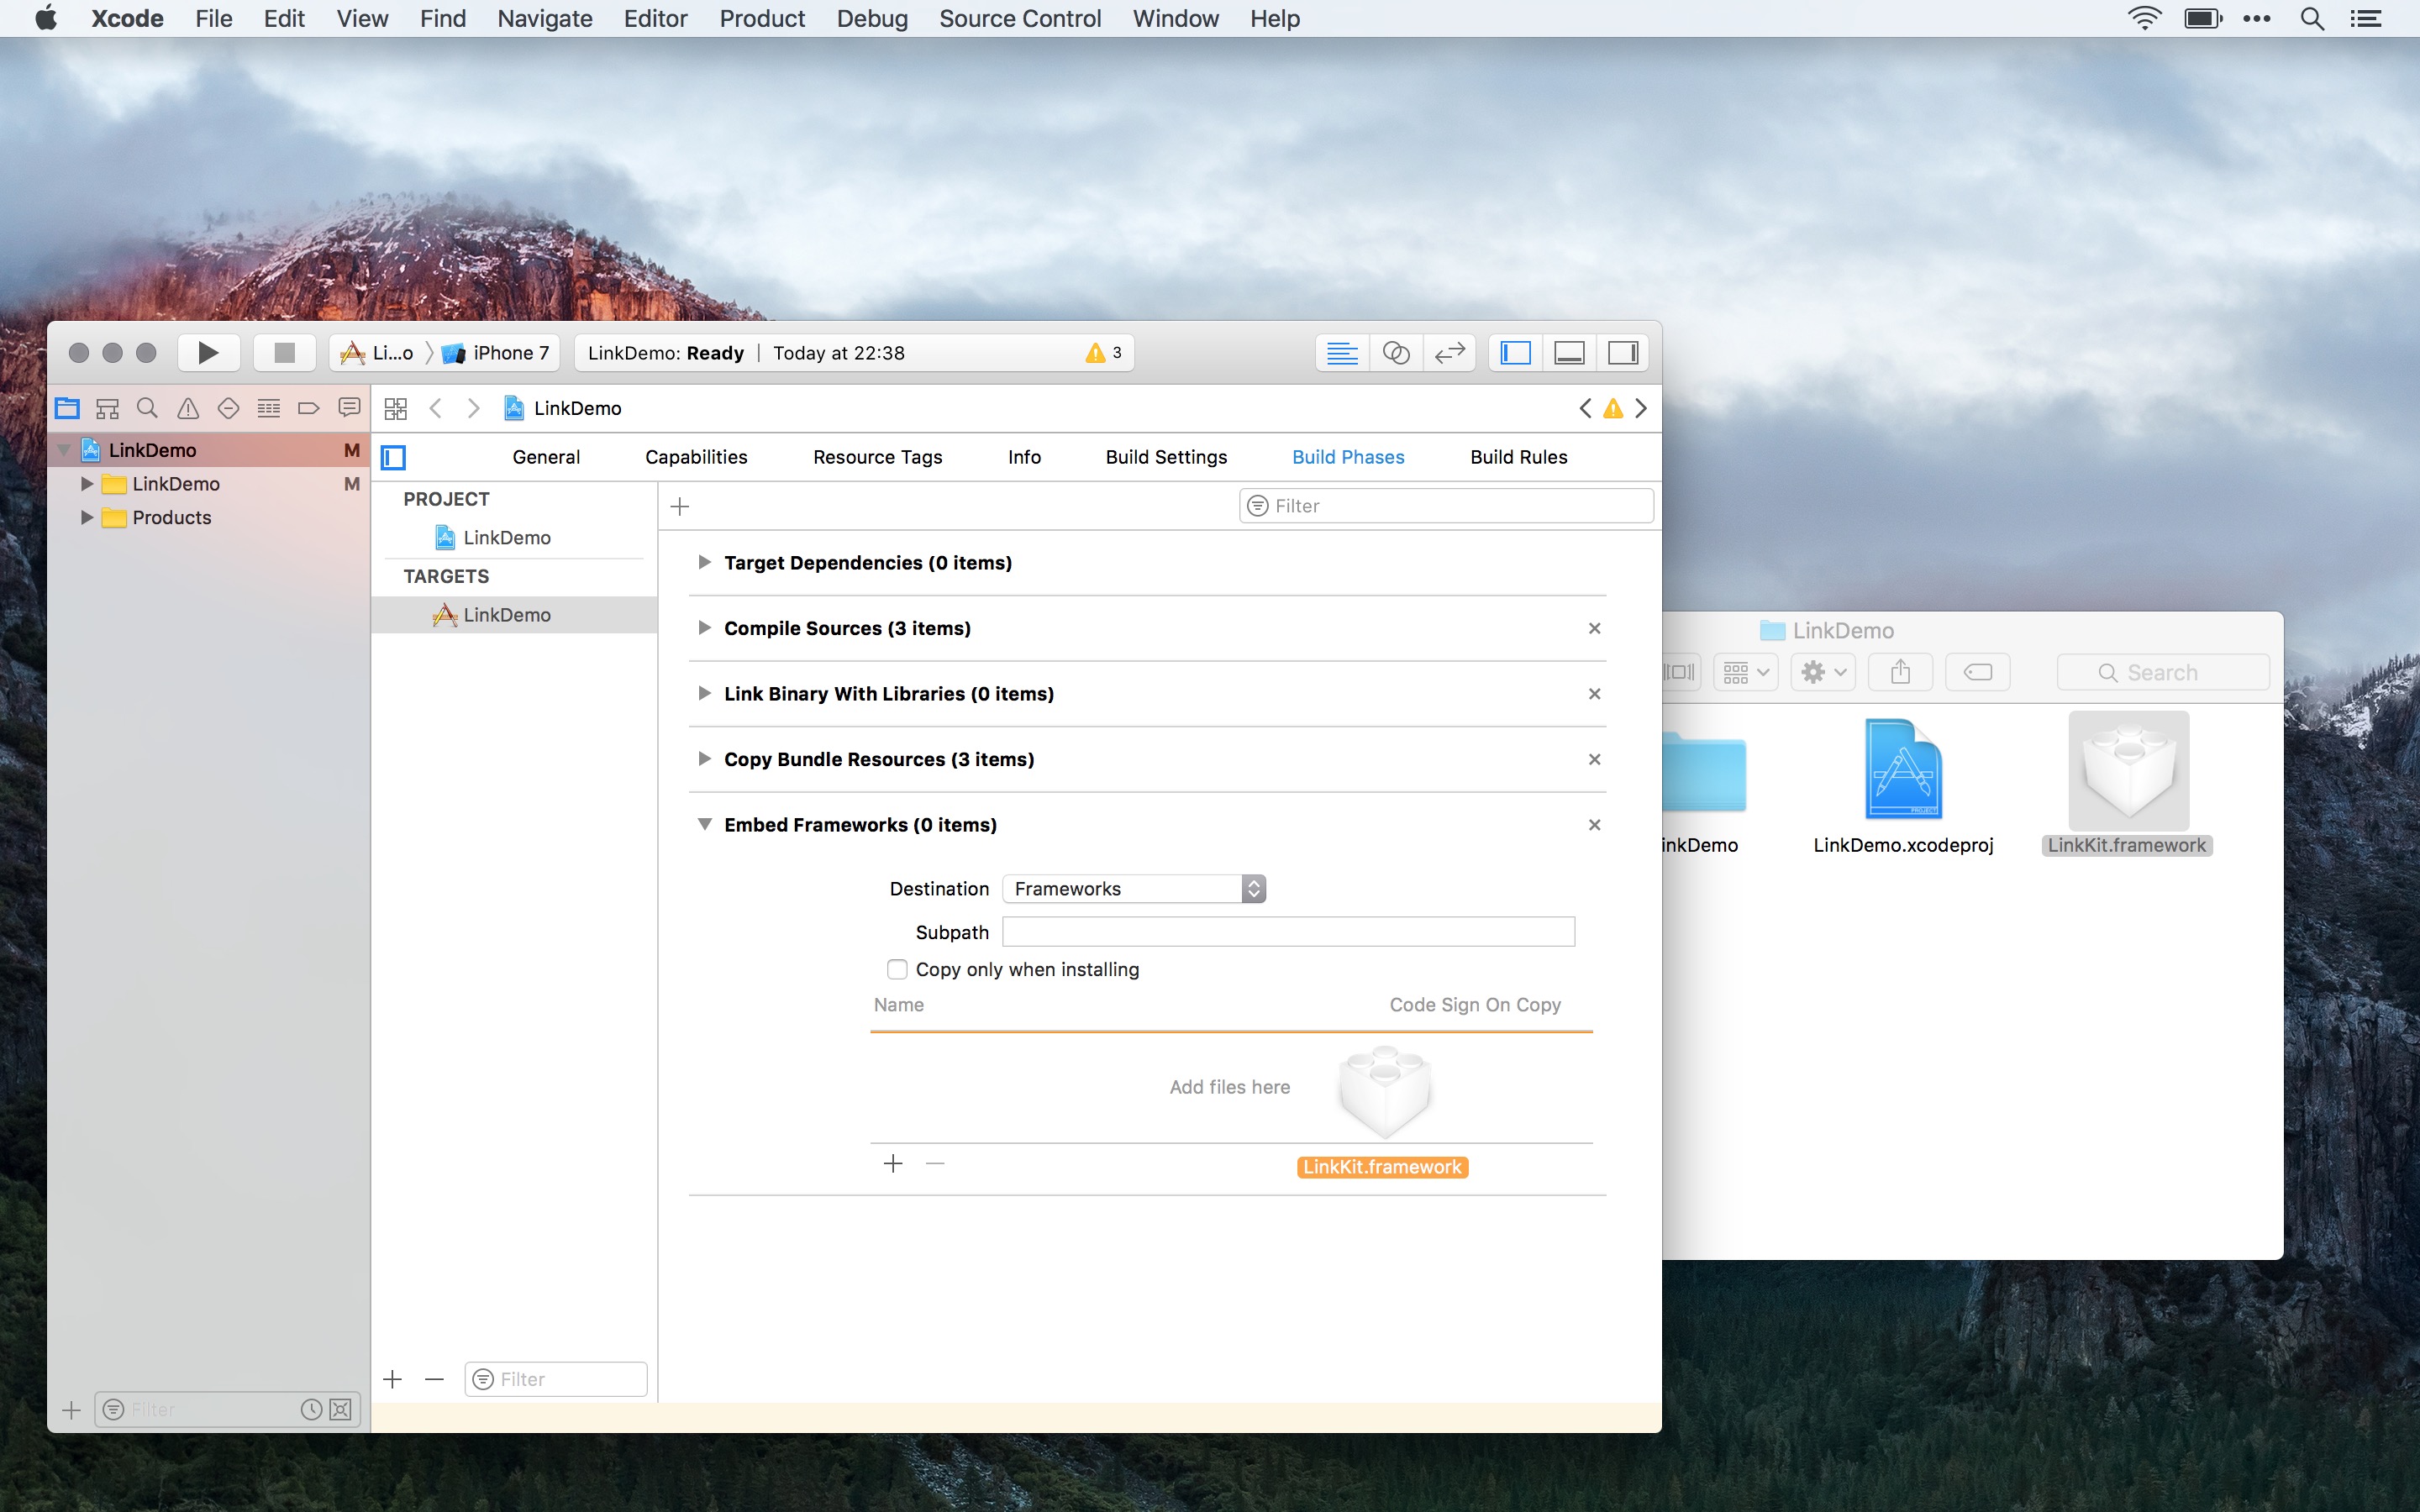 Xcode File Edit View Find Navigate Editor Product Debug Source Control Window Help
Li...o iPhone 7 LinkDemo: Ready | Today at 22:38 3
LinkDemo
LinkDemo M
LinkDemo M
Products
General Capabilities Resource Tags Info Build Settings Build Phases Build Rules
PROJECT
LinkDemo
TARGETS
LinkDemo
Filter
Target Dependencies (0 items)
Compile Sources (3 items)
Link Binary With Libraries (0 items)
Copy Bundle Resources (3 items)
Embed Frameworks (0 items)
Destination Frameworks
Subpath
Copy only when installing
Name Code Sign On Copy
Add files here
LinkKit.framework
Filter
Filter
LinkDemo
Search
PROJECT
inkDemo LinkDemo.xcodeproj LinkKit.framework